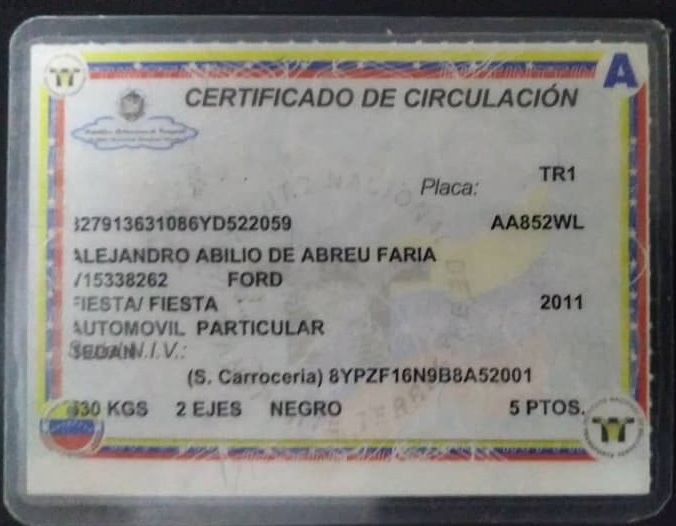 A
CERTIFICADO DE CIRCULACIÓN
República Bolivariana de Venezuela
TR1
Placa:
327913631086YD522059 AA852WL
ALEJANDRO ABILIO DE ABREU FARIA
/15338262 FORD
FIESTA/ FIESTA 2011
AUTOMOVIL PARTICULAR
SEDAN Serial N.I.V.:
(S. Carroceria) 8YPZF16N9B8A52001
KGS 2 EJES NEGRO 5 PTOS.